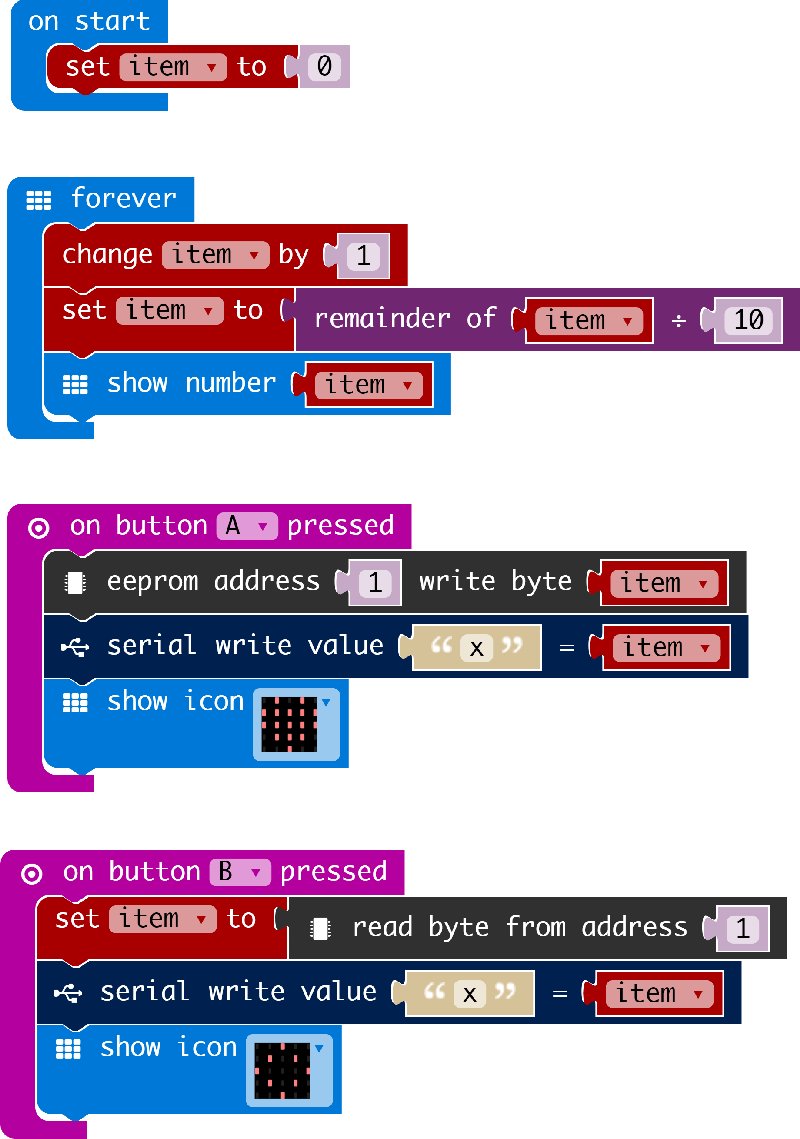 on start
set item to 0
forever
change item by 1
set item to remainder of item ÷ 10
show number item
on button A pressed
eeprom address 1 write byte item
serial write value “ x ” = item
show icon
on button B pressed
set item to read byte from address 1
serial write value “ x ” = item
show icon